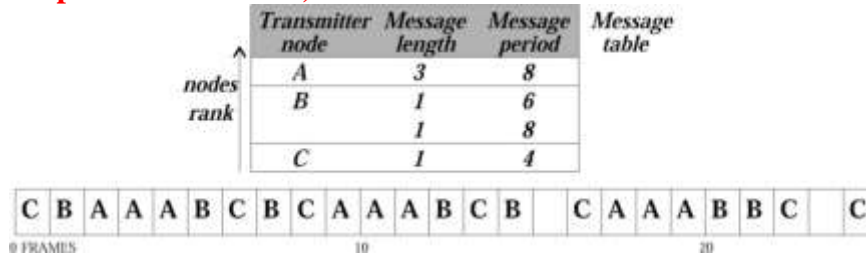 Transmitter Message Message Message
node length period table
nodes rank
A 3 8
B 1 6
1 8
C 1 4
C B A A A B C B C A A A B C B C A A A B B C C
0 FRAMES 10 20